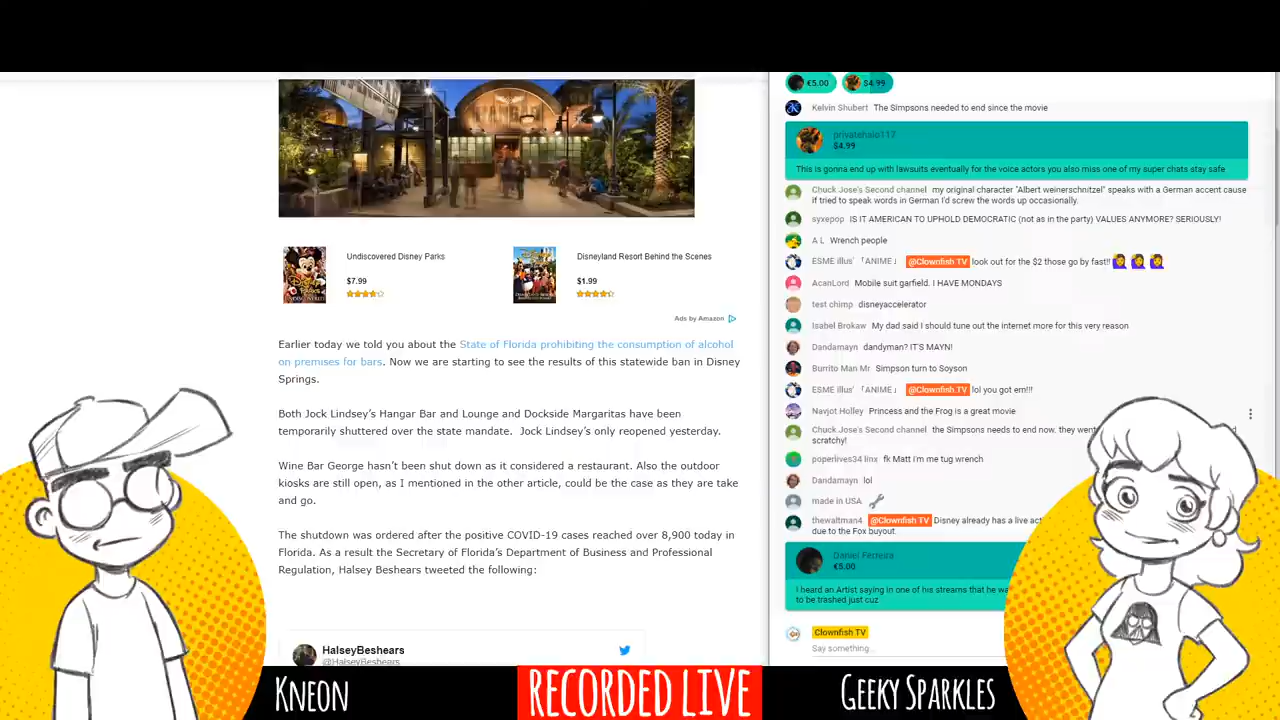 HANGAR
Undiscovered Disney Parks
$7.99
Disneyland Resort Behind the Scenes
$1.99
Ads by Amazon
Earlier today we told you about the State of Florida prohibiting the consumption of alcohol
on premises for bars. Now we are starting to see the results of this statewide ban in Disney
Springs.
Both Jock Lindsey's Hangar Bar and Lounge and Dockside Margaritas have been
temporarily shuttered over the state mandate. Jock Lindsey's only reopened yesterday.
Wine Bar George hasn't been shut down as it considered a restaurant. Also the outdoor
kiosks are still open, as I mentioned in the other article, could be the case as they are take
and go.
The shutdown was ordered after the positive COVID-19 cases reached over 8,900 today in
Florida. As a result the Secretary of Florida's Department of Business and Professional
Regulation, Halsey Beshears tweeted the following:
HalseyBeshears
@HalseyBeshears
€5.00 $4.99
Kelvin Shubert The Simpsons needed to end since the movie
privatehalo117
$4.99
This is gonna end up with lawsuits eventually for the voice actors you also miss one of my super chats stay safe
Chuck Jose's Second channel my original character "Albert weinerschnitzel" speaks with a German accent cause
if tried to speak words in German I'd screw the words up occasionally.
syxepop IS IT AMERICAN TO UPHOLD DEMOCRATIC (not as in the party) VALUES ANYMORE? SERIOUSLY!
A L Wrench people
ESME illus' 「ANIME」 @Clownfish TV look out for the $2 those go by fast!!
AcanLord Mobile suit garfield. I HAVE MONDAYS
test chimp disneyaccelerator
Isabel Brokaw My dad said I should tune out the internet more for this very reason
Dandamayn dandyman? IT'S MAYN!
Burrito Man Mr Simpson turn to Soyson
ESME illus' 「ANIME」 @Clownfish TV lol you got em!!!
Navjot Holley Princess and the Frog is a great movie
Chuck Jose's Second channel the Simpsons needs to end now. they went
scratchy!
poperlives34 linx fk Matt i'm me tug wrench
Dandamayn lol
made in USA
thewaltman4 @Clownfish TV Disney already has a live act
due to the Fox buyout.
Daniel Ferreira
€5.00
I heard an Artist saying in one of his streams that he wa
to be trashed just cuz
Clownfish TV
Say something...
KNEON
RECORDED LIVE
GEEKY SPARKLES